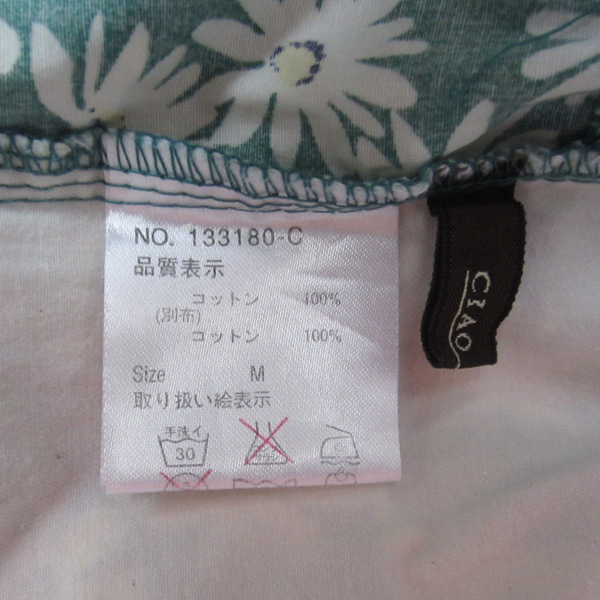 NO. 133180-C
品質表示
コットン 100%
(別布)
コットン 100%
Size M
取り扱い絵表示
手洗イ
30
CIAO